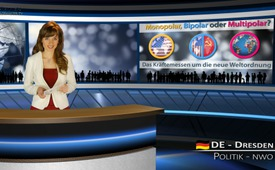 Monopolar, Bipolar oder Multipolar?
Das Kräftemessen um die neue Weltordnung
DE - Dresden
Politik - NWO